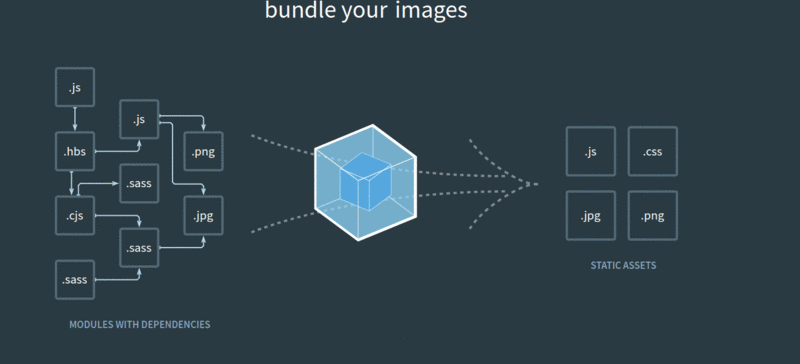 bundle your images
.js
.js
.hbs
.png
.sass
.cjs
.jpg
.sass
.sass
MODULES WITH DEPENDENCIES
.js
.css
.jpg
.png
STATIC ASSETS